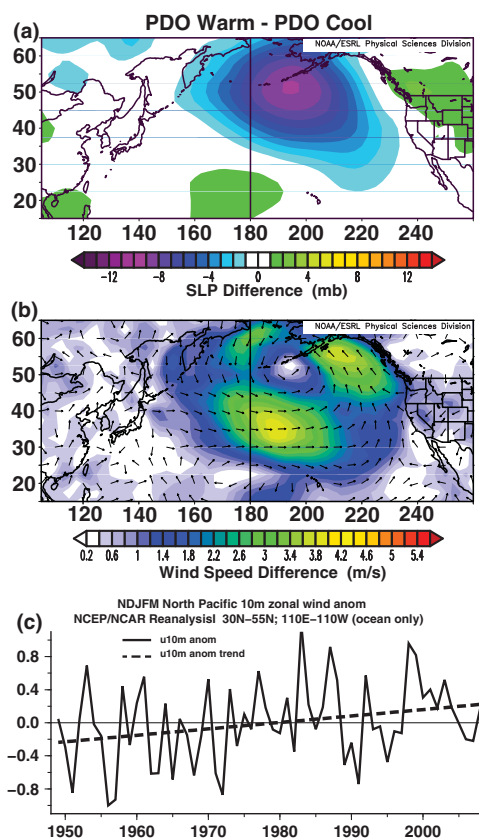 PDO Warm - PDO Cool
(a)
NOAA/ESRL Physical Sciences Division
60
50
40
30
20
120 140 160 180 200 220 240
-12 -8 -4 0 4 8 12
SLP Difference (mb)
(b)
NOAA/ESRL Physical Sciences Division
60
50
40
30
20
120 140 160 180 200 220 240
0.2 0.6 1 1.4 1.8 2.2 2.6 3 3.4 3.8 4.2 4.6 5 5.4
Wind Speed Difference (m/s)
NDJFM North Pacific 10m zonal wind anom
NCEP/NCAR Reanalysisl 30N–55N; 110E–110W (ocean only)
(c)
u10m anom
u10m anom trend
0.8
0.4
0.0
-0.4
-0.8
1950 1960 1970 1980 1990 2000